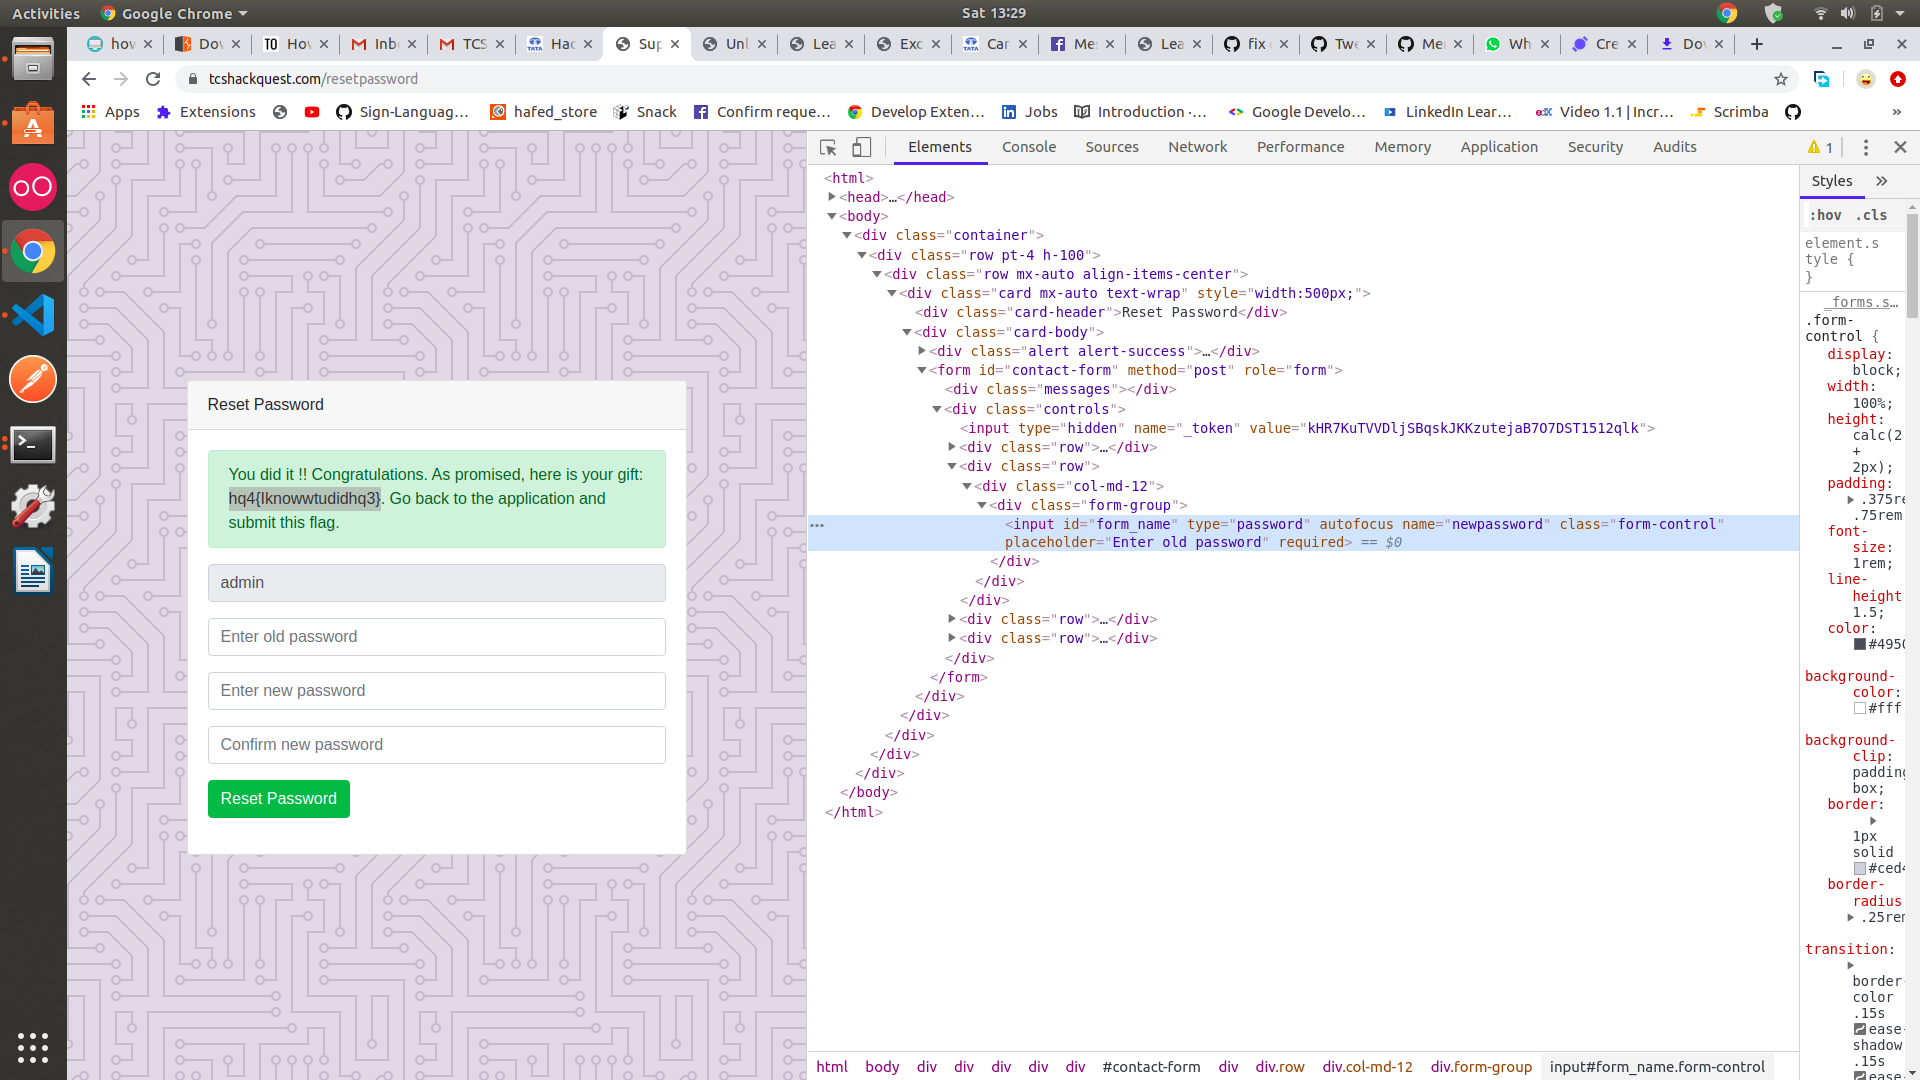 Activities Google Chrome Sat 13:29
hov Dov Hov Inb TCS Hac Sup Unl Lea Exc Car Me Lea fix Twe Me Wh Cre Dov
tcshackquest.com/resetpassword
Apps Extensions Sign-Languag… hafed_store Snack Confirm reque… Develop Exten… Jobs Introduction -… Google Develo… LinkedIn Lear… Video 1.1 | Incr… Scrimba »
Elements Console Sources Network Performance Memory Application Security Audits 1
Reset Password
You did it !! Congratulations. As promised, here is your gift:
hq4{Iknowwtudidhq3}. Go back to the application and
submit this flag.
admin
Enter old password
Enter new password
Confirm new password
Reset Password
<html>
<head>…</head>
<body>
<div class="container">
<div class="row pt-4 h-100">
<div class="row mx-auto align-items-center">
<div class="card mx-auto text-wrap" style="width:500px;">
<div class="card-header">Reset Password</div>
<div class="card-body">
<div class="alert alert-success">…</div>
<form id="contact-form" method="post" role="form">
<div class="messages"></div>
<div class="controls">
<input type="hidden" name="_token" value="kHR7KuTVVDljSBqskJKKzutejaB7O7DST1512qlk">
<div class="row">…</div>
<div class="row">
<div class="col-md-12">
<div class="form-group">
<input id="form_name" type="password" autofocus name="newpassword" class="form-control"
placeholder="Enter old password" required> == $0
</div>
</div>
</div>
<div class="row">…</div>
<div class="row">…</div>
</div>
</form>
</div>
</div>
</div>
</div>
</div>
</body>
</html>
html body div div div div div #contact-form div div.row div.col-md-12 div.form-group input#form_name.form-control
Styles »
:hov .cls
element.s
tyle {
}
_forms.s…
.form-
control {
display:
block;
width:
100%;
height:
calc(2
+
2px);
padding:
.375re
.75rem
font-
size:
1rem;
line-
height
1.5;
color:
#4950
background-
color:
#fff
background-
clip:
padding
box;
border:
1px
solid
#ced4
border-
radius
.25rem
transition:
border-
color
.15s
ease-
shadow
.15s
ease-